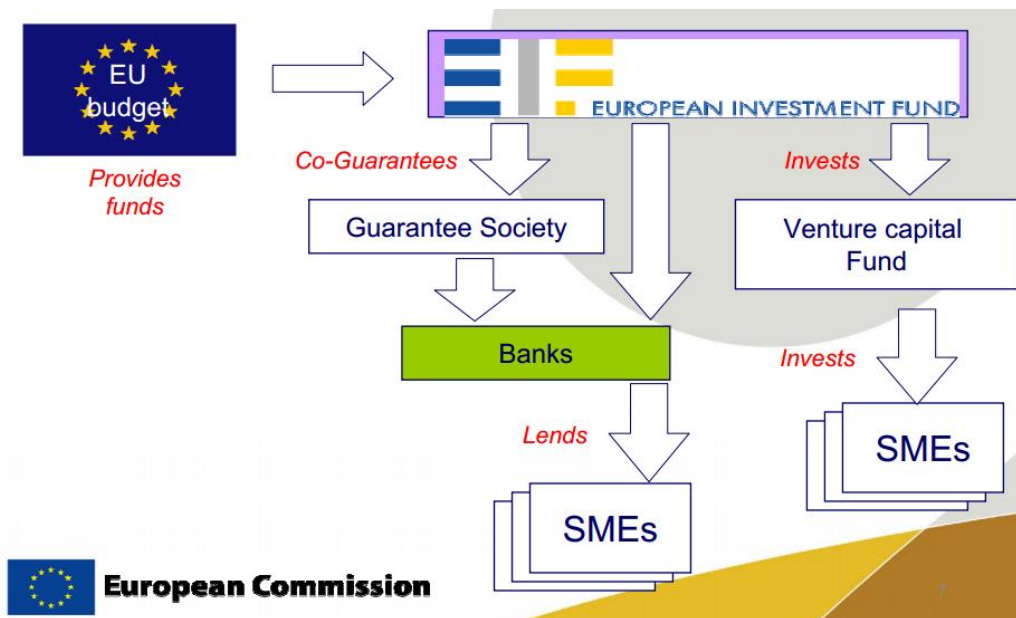 EU
budget
EUROPEAN INVESTMENT FUND
Provides
funds
Co-Guarantees
Invests
Guarantee Society
Venture capital
Fund
Banks
Invests
Lends
SMEs
SMEs
European Commission
7